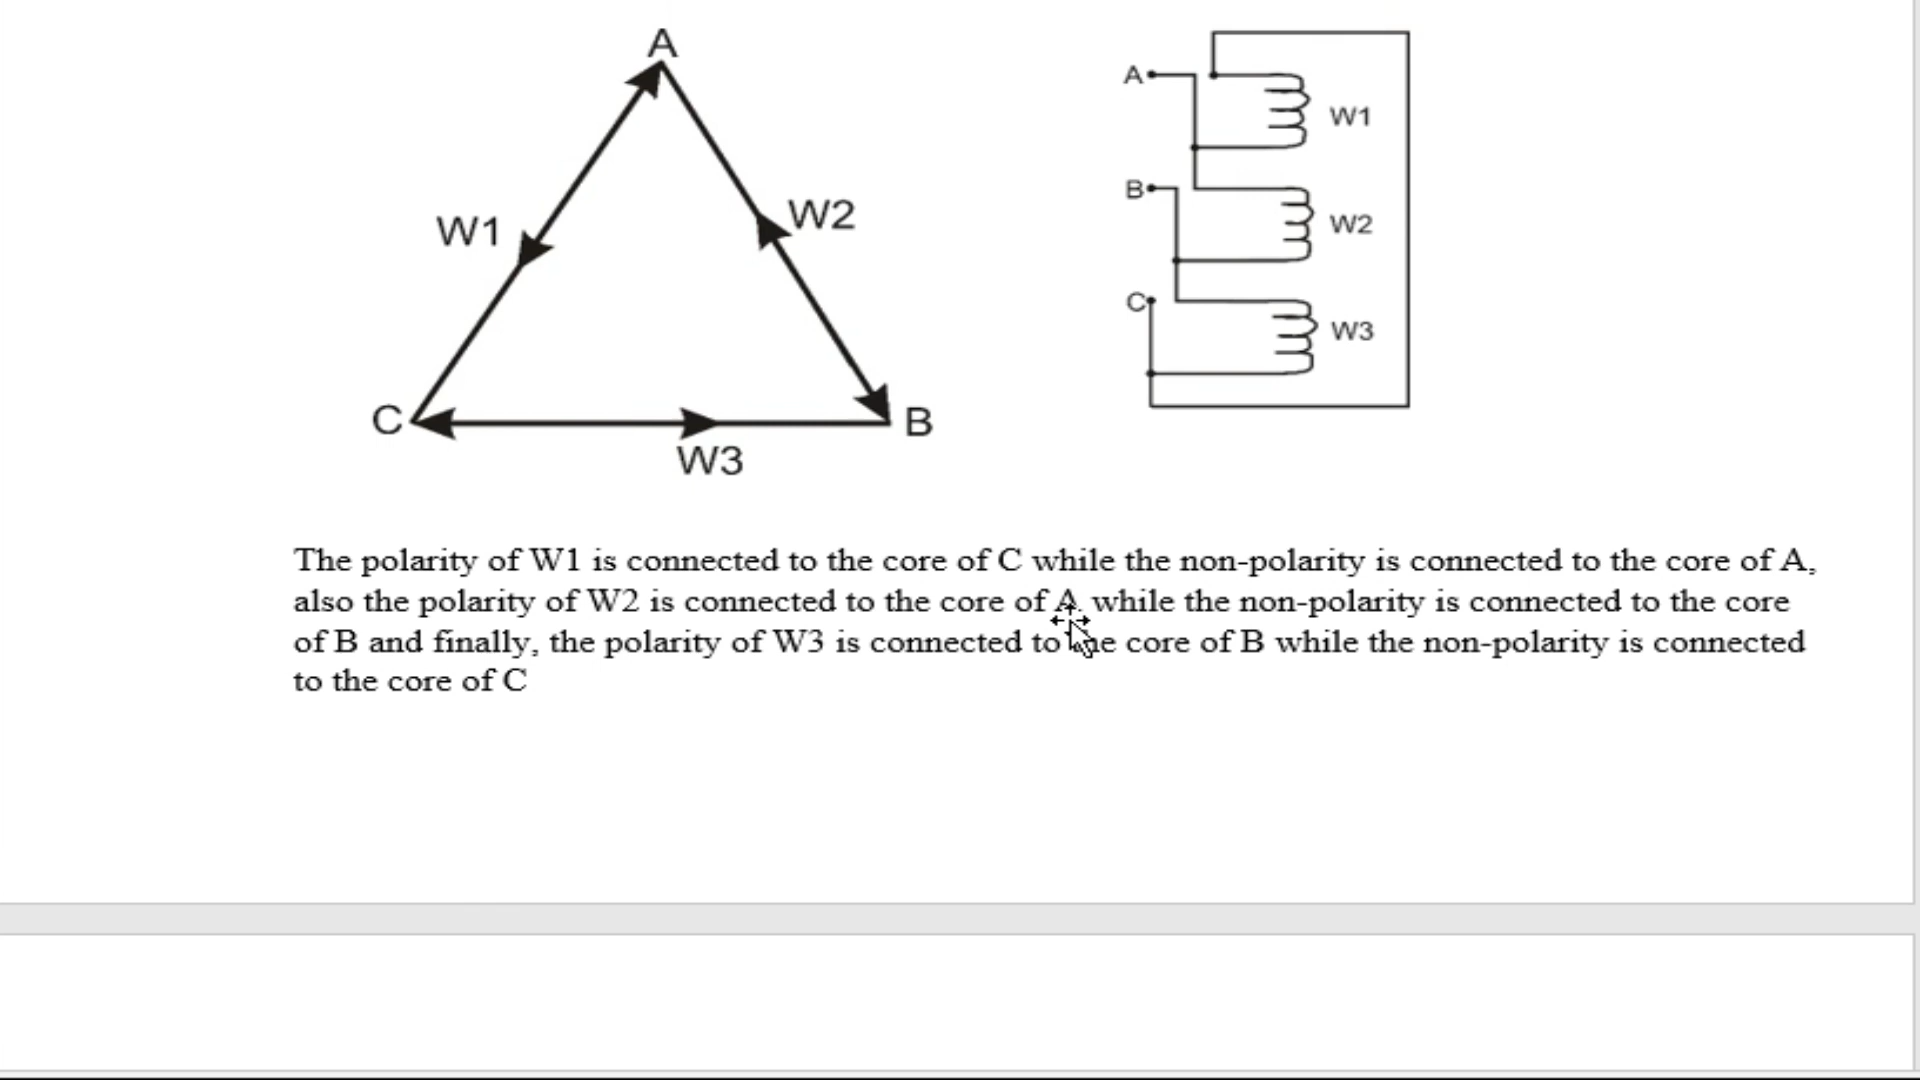 A
W1
W2
C
B
W3
A
W1
B
W2
C
W3
The polarity of W1 is connected to the core of C while the non-polarity is connected to the core of A,
also the polarity of W2 is connected to the core of A. while the non-polarity is connected to the core
of B and finally, the polarity of W3 is connected to the core of B while the non-polarity is connected
to the core of C